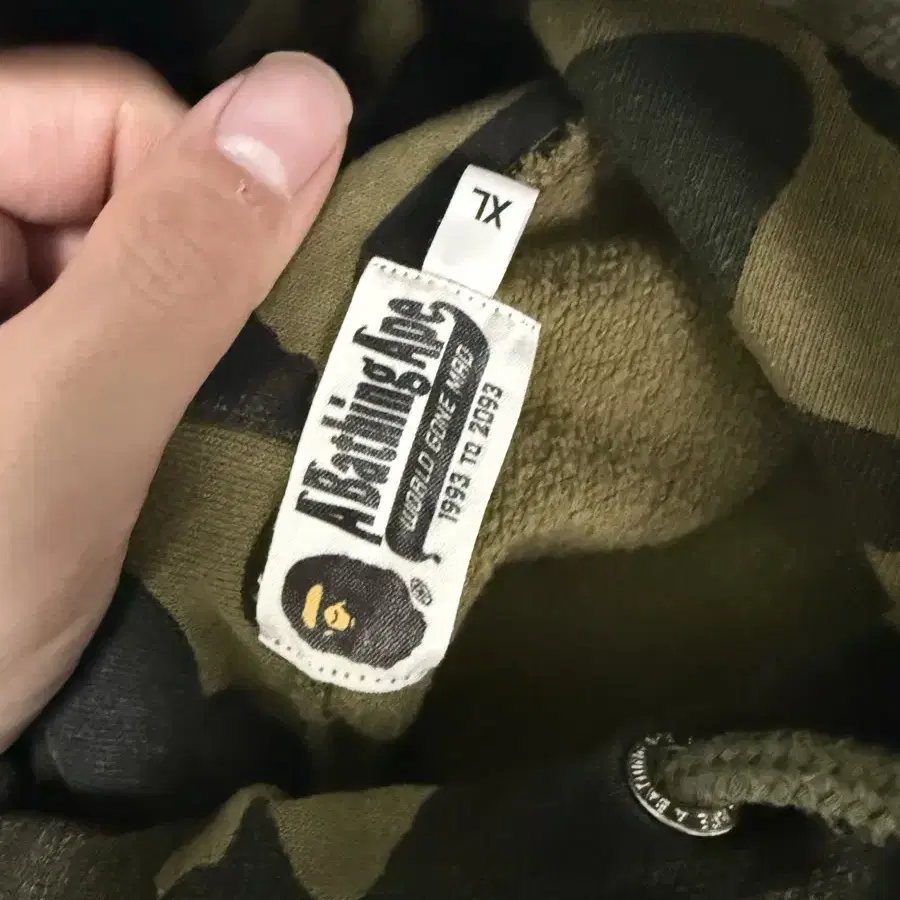 XL
A Bathing Ape
WORLD GONE MAD
1993 TO 2093
®